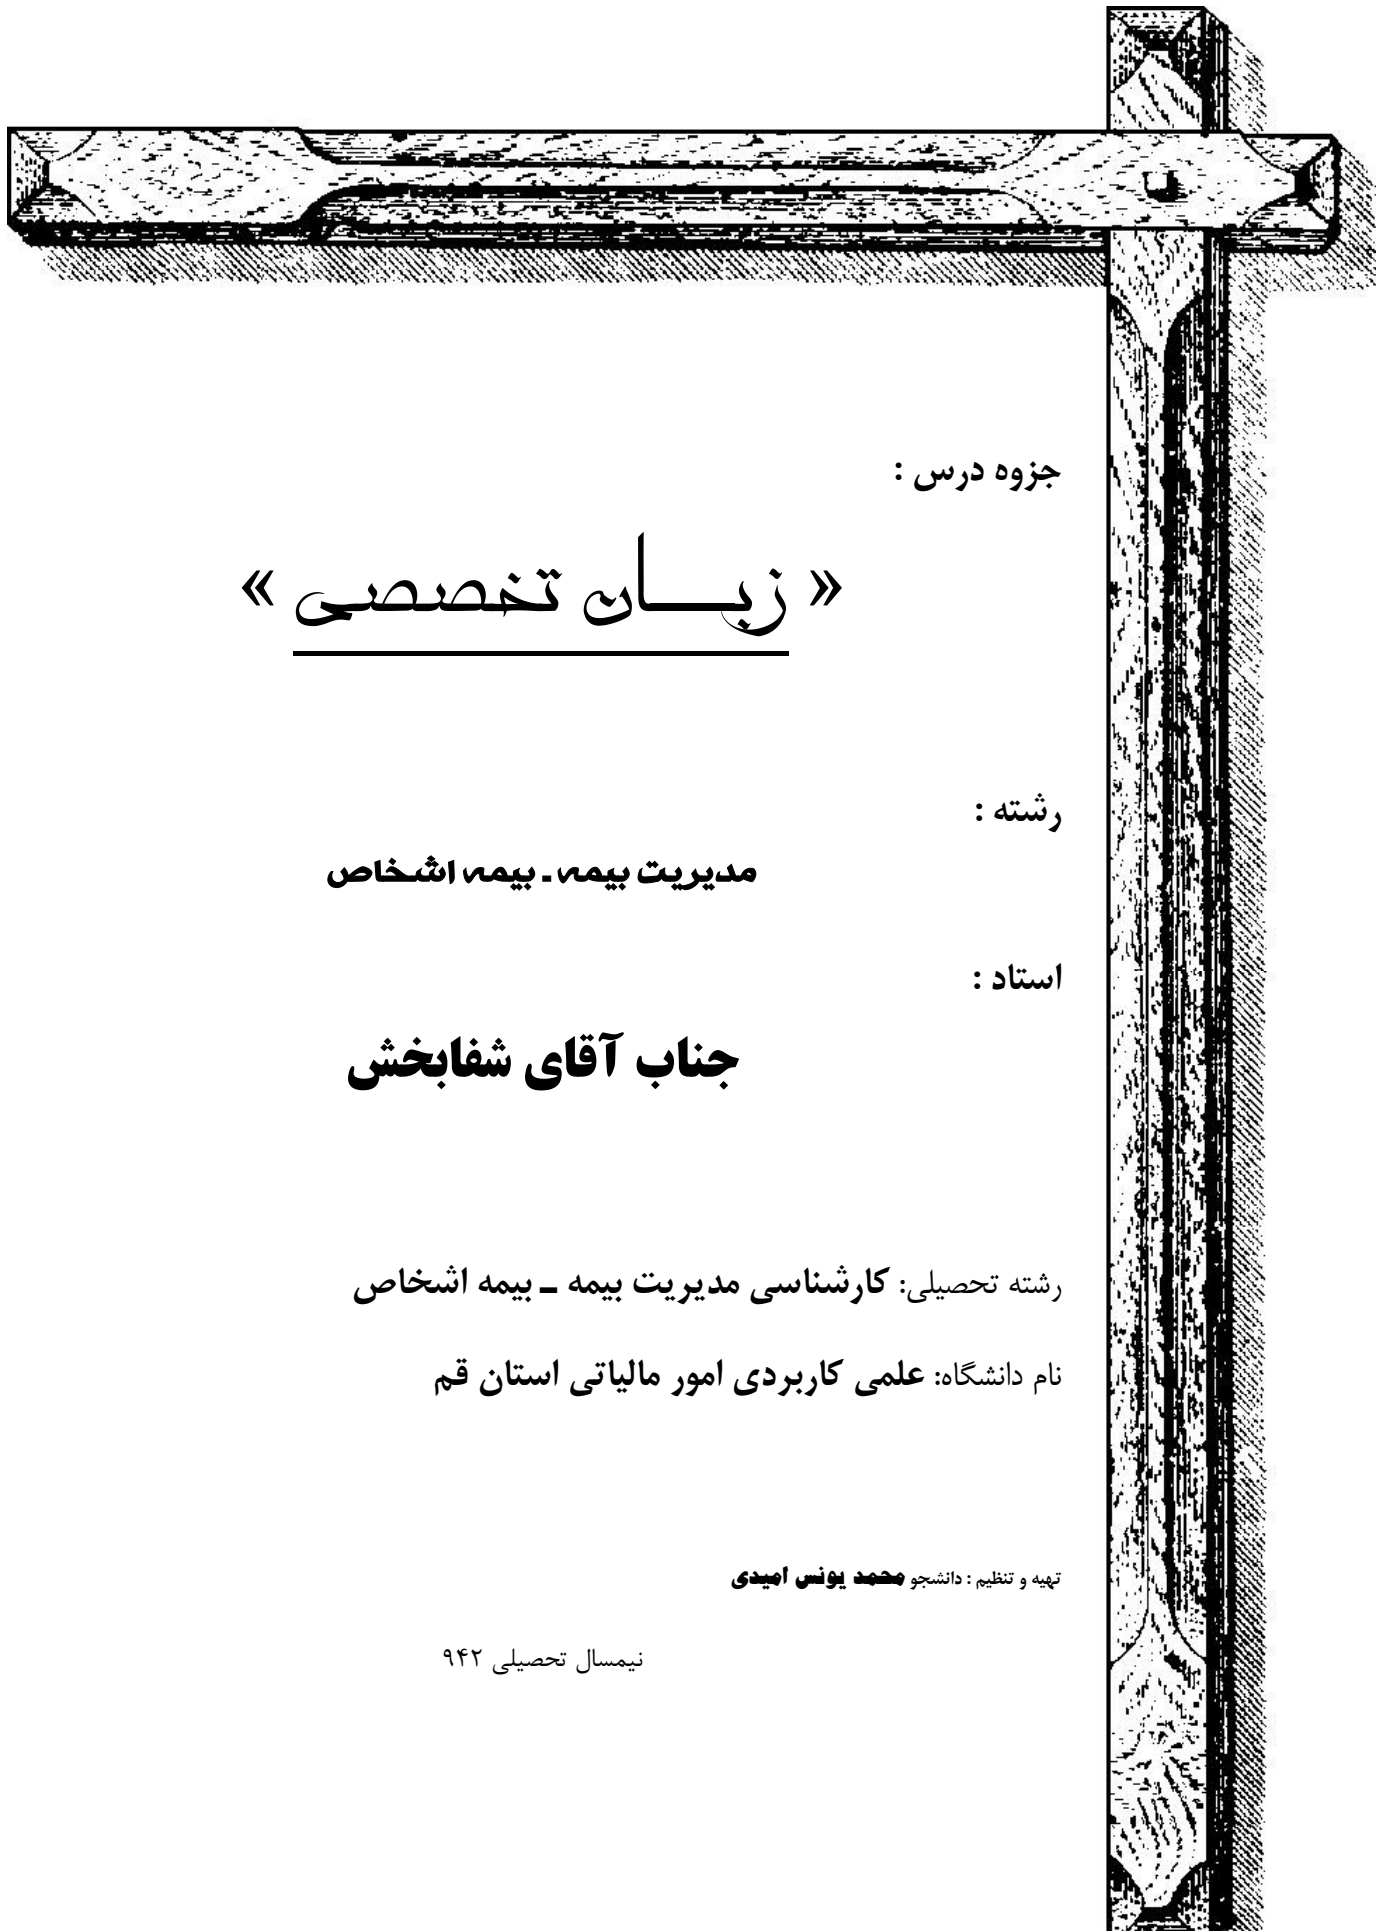 جزوه درس :
« زبـــان تخصصی »
رشته :
مدیریت بیمه ـ بیمه اشخاص
استاد :
جناب آقای شفابخش
رشته تحصیلی: کارشناسی مدیریت بیمه ـ بیمه اشخاص
نام دانشگاه: علمی کاربردی امور مالیاتی استان قم
تهیه و تنظیم : دانشجو محمد یونس امیدی
نیمسال تحصیلی ۹۴۲